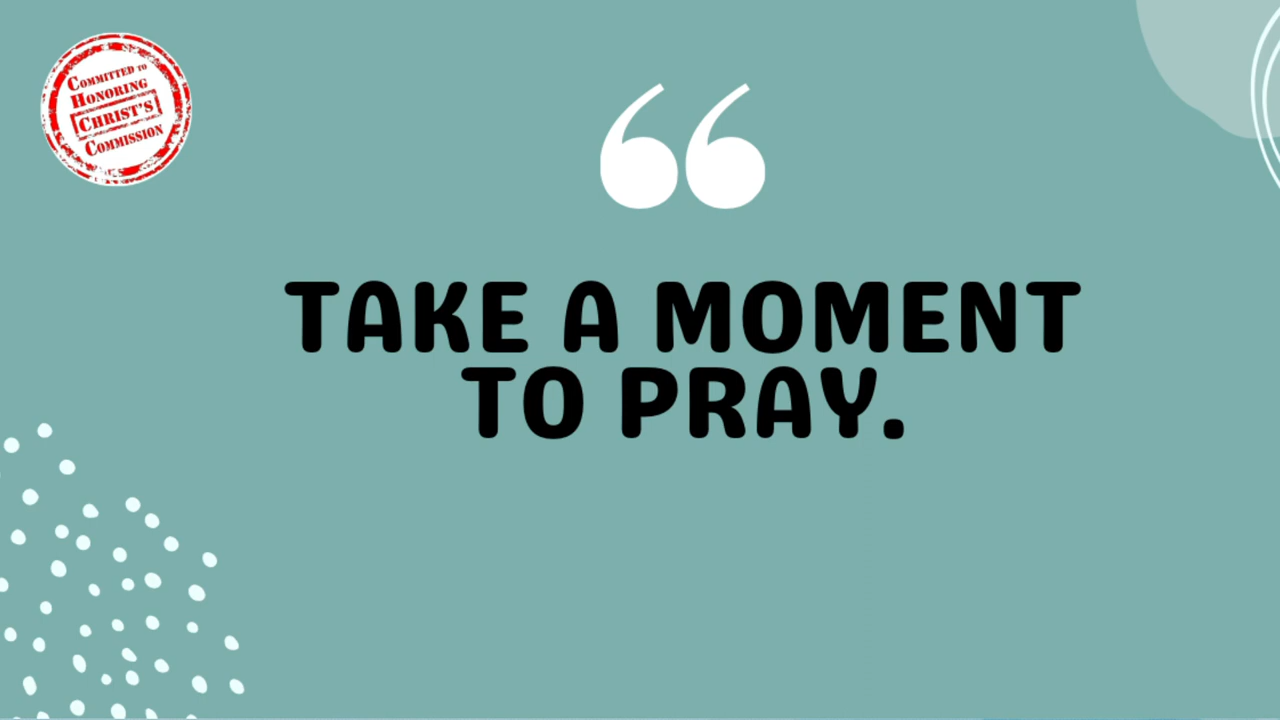 COMMITTED TO
HONORING
CHRIST'S
COMMISSION
“
TAKE A MOMENT
TO PRAY.